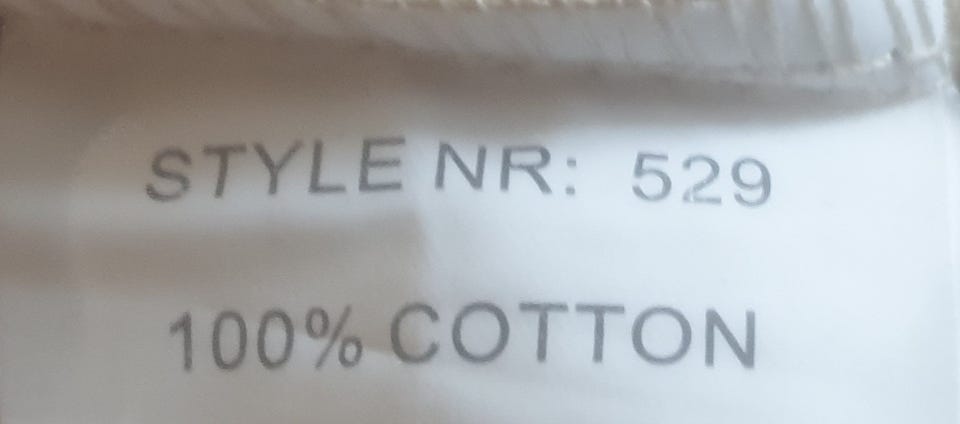 STYLE NR: 529
100% COTTON